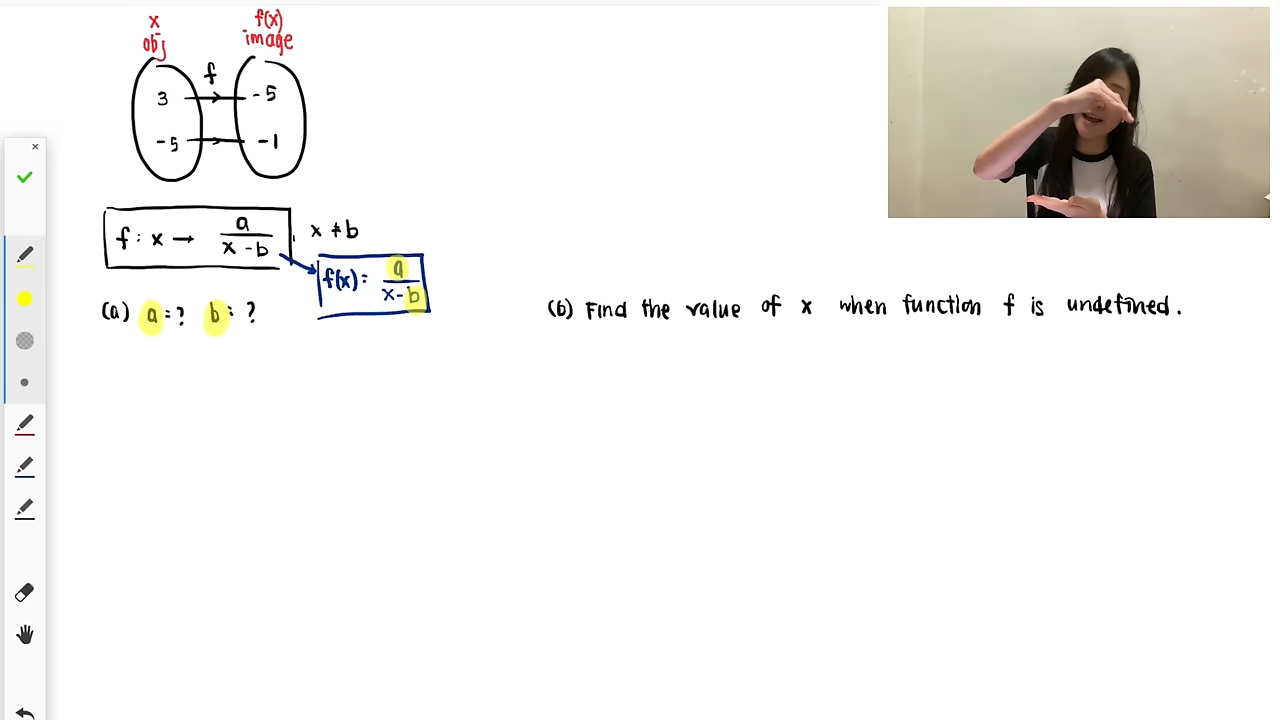 x f(x)
obj image
f
3 -5
-5 -1
f : x → a/(x - b), x ≠ b
f(x) = a/(x - b)
(a) a = ? b = ?
(b) Find the value of x when function f is undefined.